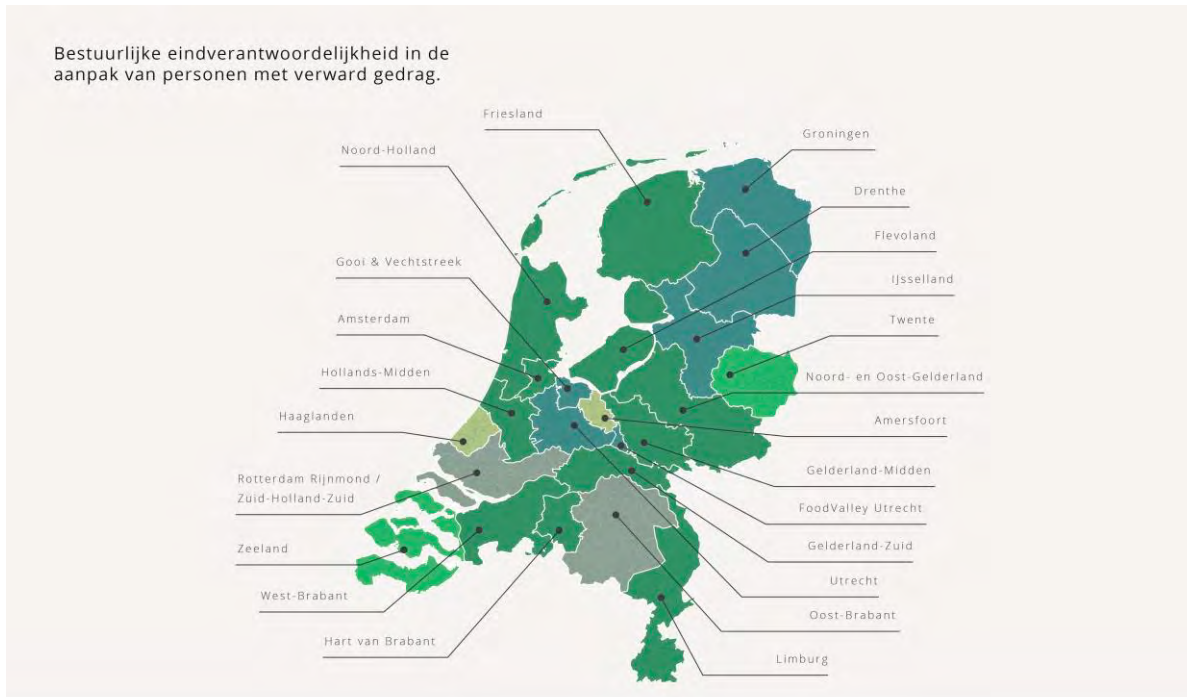 Bestuurlijke eindverantwoordelijkheid in de
aanpak van personen met verward gedrag.
Friesland
Groningen
Noord-Holland
Drenthe
Flevoland
Gooi & Vechtstreek
IJsselland
Amsterdam
Twente
Hollands-Midden
Noord- en Oost-Gelderland
Haaglanden
Amersfoort
Gelderland-Midden
Rotterdam Rijnmond /
Zuid-Holland-Zuid
FoodValley Utrecht
Zeeland
Gelderland-Zuid
Utrecht
West-Brabant
Oost-Brabant
Hart van Brabant
Limburg